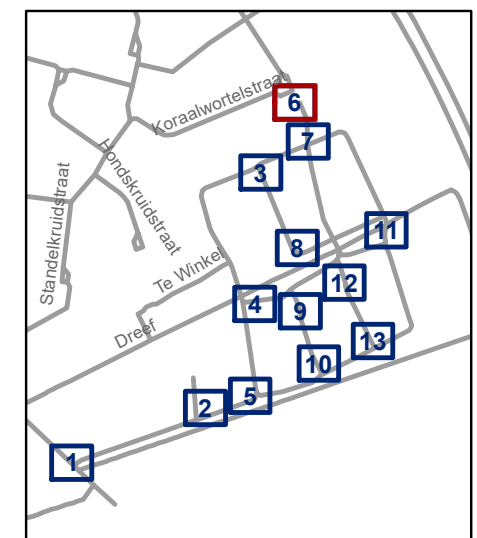 Koraalwortelstraat
6
7
3
Hondskruidstraat
Standelkruidstraat
11
8
Te Winkel
12
4
9
Dreef
13
10
5
2
1